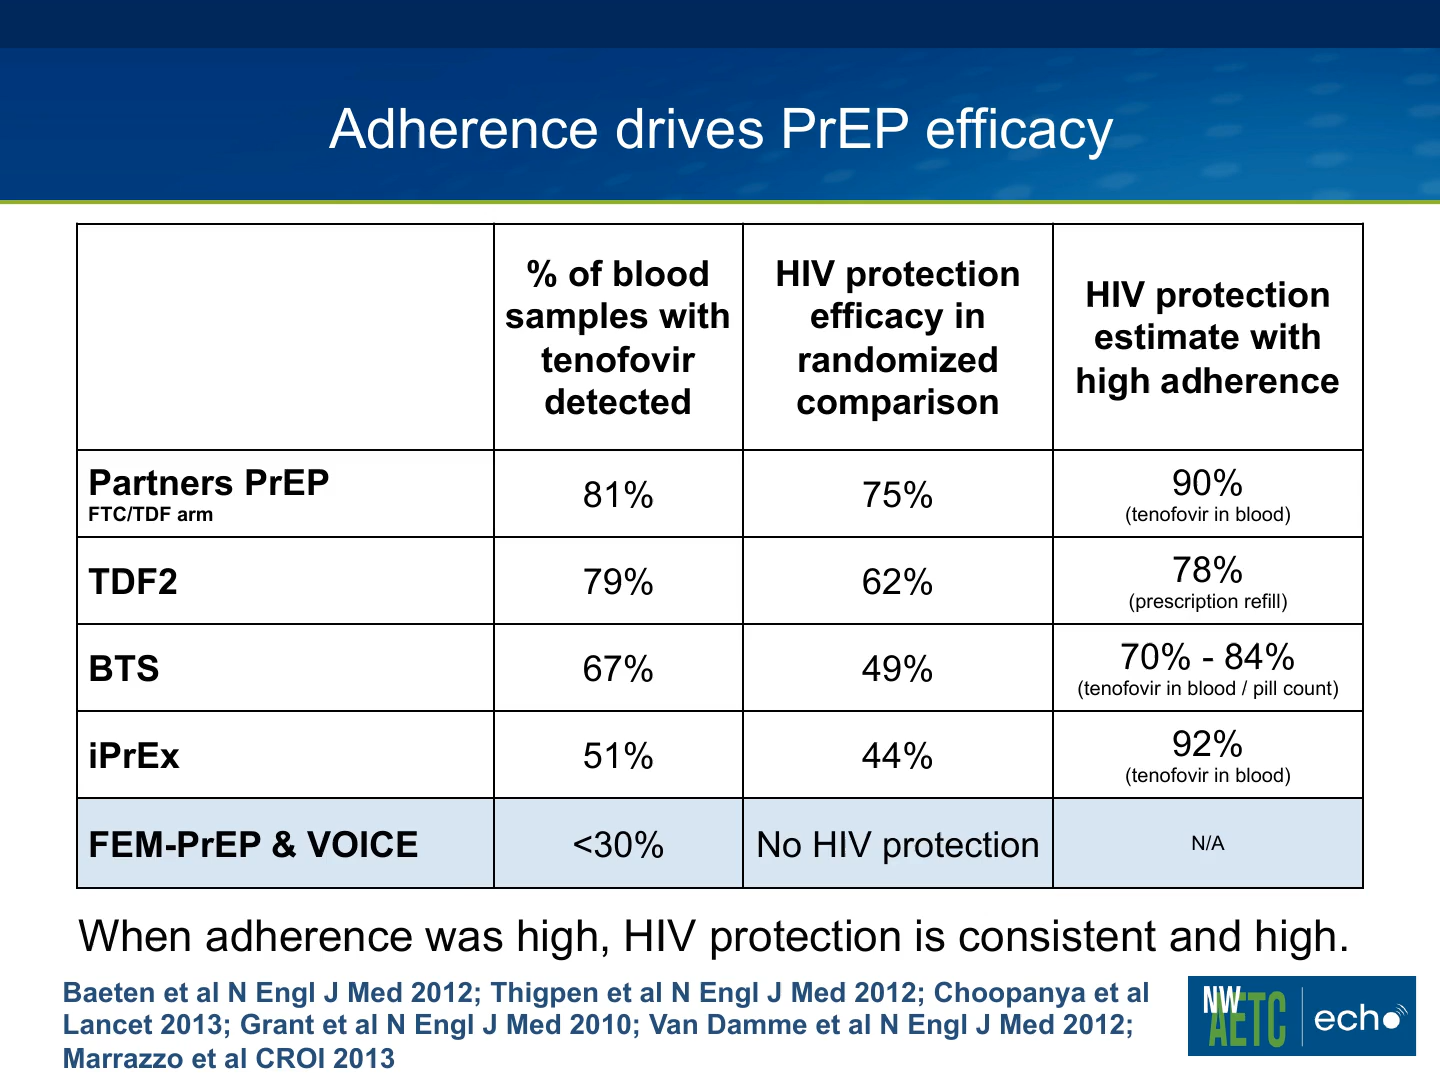 Adherence drives PrEP efficacy
% of blood samples with tenofovir detected
HIV protection efficacy in randomized comparison
HIV protection estimate with high adherence
Partners PrEP
FTC/TDF arm
81%
75%
90%
(tenofovir in blood)
TDF2
79%
62%
78%
(prescription refill)
BTS
67%
49%
70% - 84%
(tenofovir in blood / pill count)
iPrEx
51%
44%
92%
(tenofovir in blood)
FEM-PrEP & VOICE
<30%
No HIV protection
N/A
When adherence was high, HIV protection is consistent and high.
Baeten et al N Engl J Med 2012; Thigpen et al N Engl J Med 2012; Choopanya et al
Lancet 2013; Grant et al N Engl J Med 2010; Van Damme et al N Engl J Med 2012;
Marrazzo et al CROI 2013
NW
AETC
echo